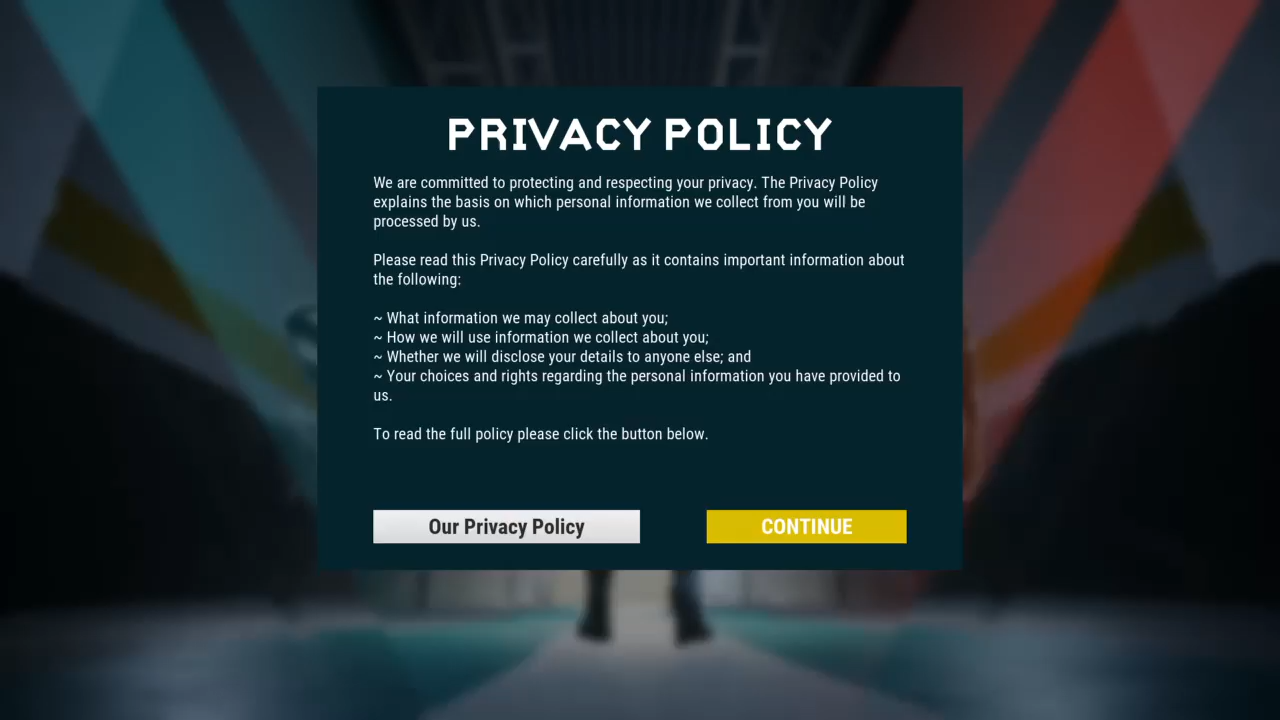 PRIVACY POLICY
We are committed to protecting and respecting your privacy. The Privacy Policy
explains the basis on which personal information we collect from you will be
processed by us.
Please read this Privacy Policy carefully as it contains important information about
the following:
~ What information we may collect about you;
~ How we will use information we collect about you;
~ Whether we will disclose your details to anyone else; and
~ Your choices and rights regarding the personal information you have provided to
us.
To read the full policy please click the button below.
Our Privacy Policy
CONTINUE